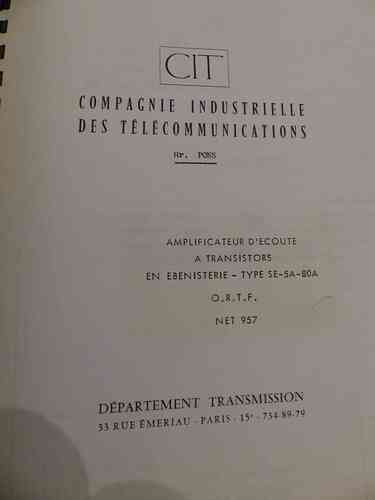 CIT
COMPAGNIE INDUSTRIELLE
DES TÉLÉCOMMUNICATIONS
Mr. PONS
AMPLIFICATEUR D'ECOUTE
A TRANSISTORS
EN EBENISTERIE - TYPE SE-5A-80A
O.R.T.F.
NET 957
DÉPARTEMENT TRANSMISSION
33 RUE ÉMERIAU - PARIS - 15e - 734-89-79